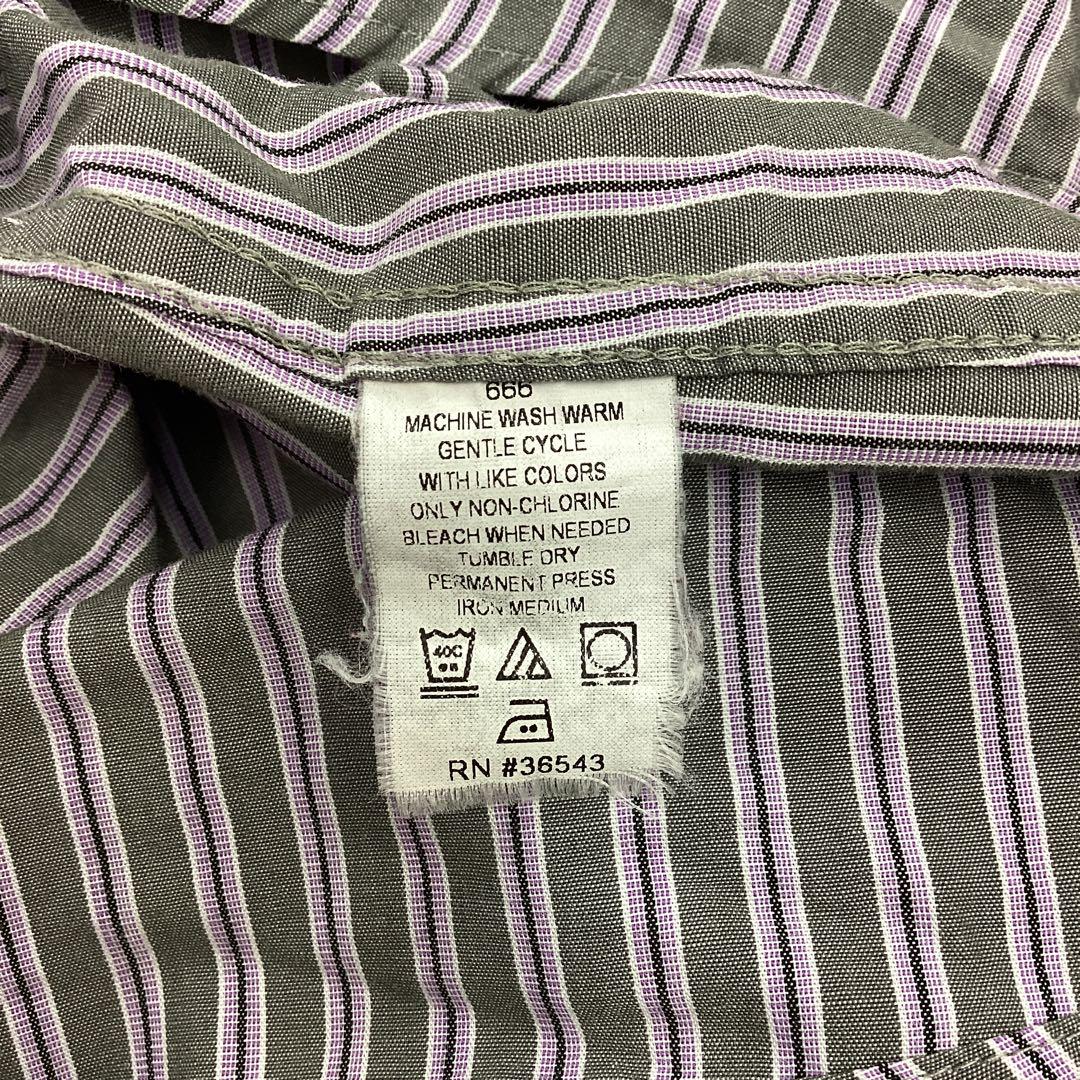 666
MACHINE WASH WARM
GENTLE CYCLE
WITH LIKE COLORS
ONLY NON-CHLORINE
BLEACH WHEN NEEDED
TUMBLE DRY
PERMANENT PRESS
IRON MEDIUM
40C
RN #36543